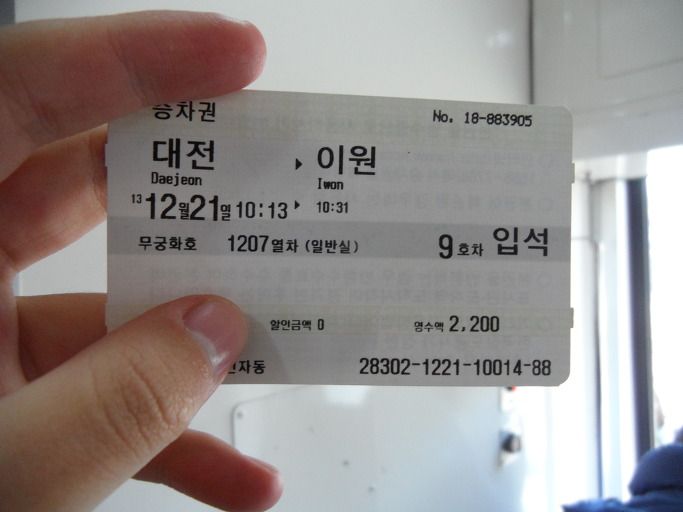 승차권 No. 18-883905
대전 ▶ 이원
Daejeon Iwon
13 12월21일 10:13 ▶ 10:31
무궁화호 1207열차 (일반실) 9호차 입석
할인금액 0 영수액 2,200
자동 28302-1221-10014-88